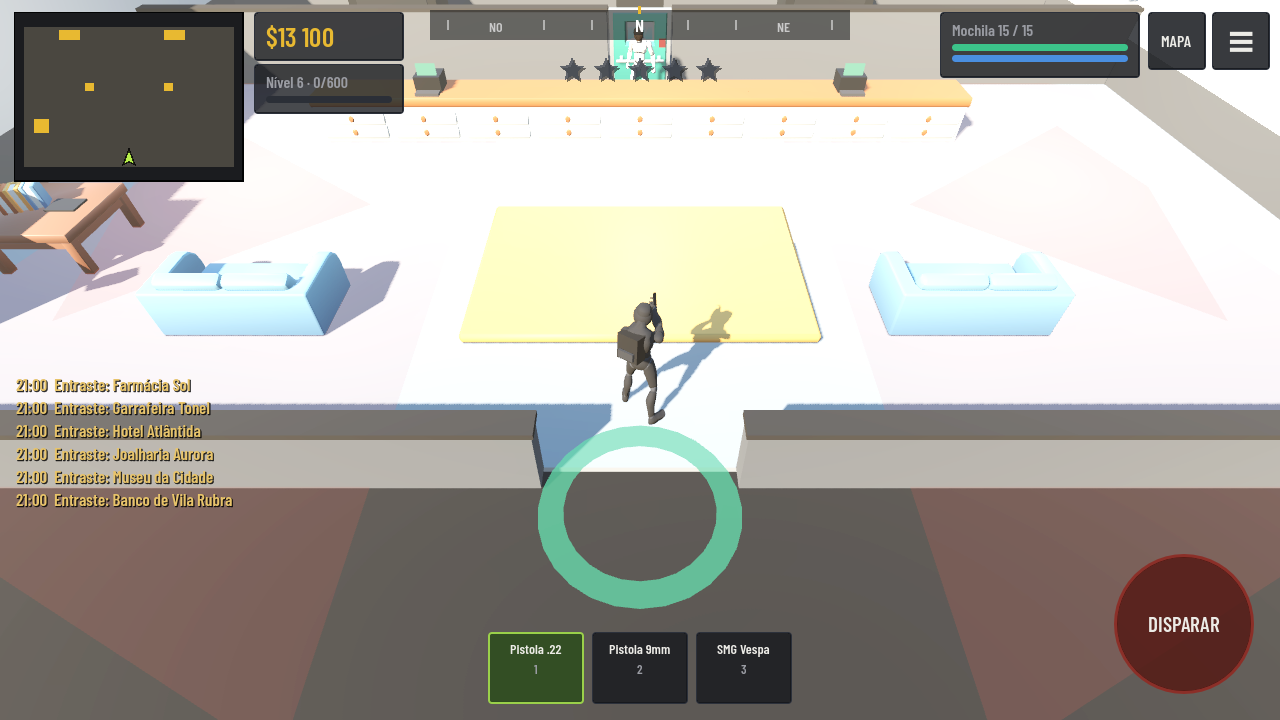 $13 100
Nível 6 · 0/600
NO
N
NE
Mochila 15 / 15
MAPA
21:00 Entraste: Farmácia Sol
21:00 Entraste: Garrafeira Tonel
21:00 Entraste: Hotel Atlântida
21:00 Entraste: Joalharia Aurora
21:00 Entraste: Museu da Cidade
21:00 Entraste: Banco de Vila Rubra
DISPARAR
Pistola .22
1
Pistola 9mm
2
SMG Vespa
3